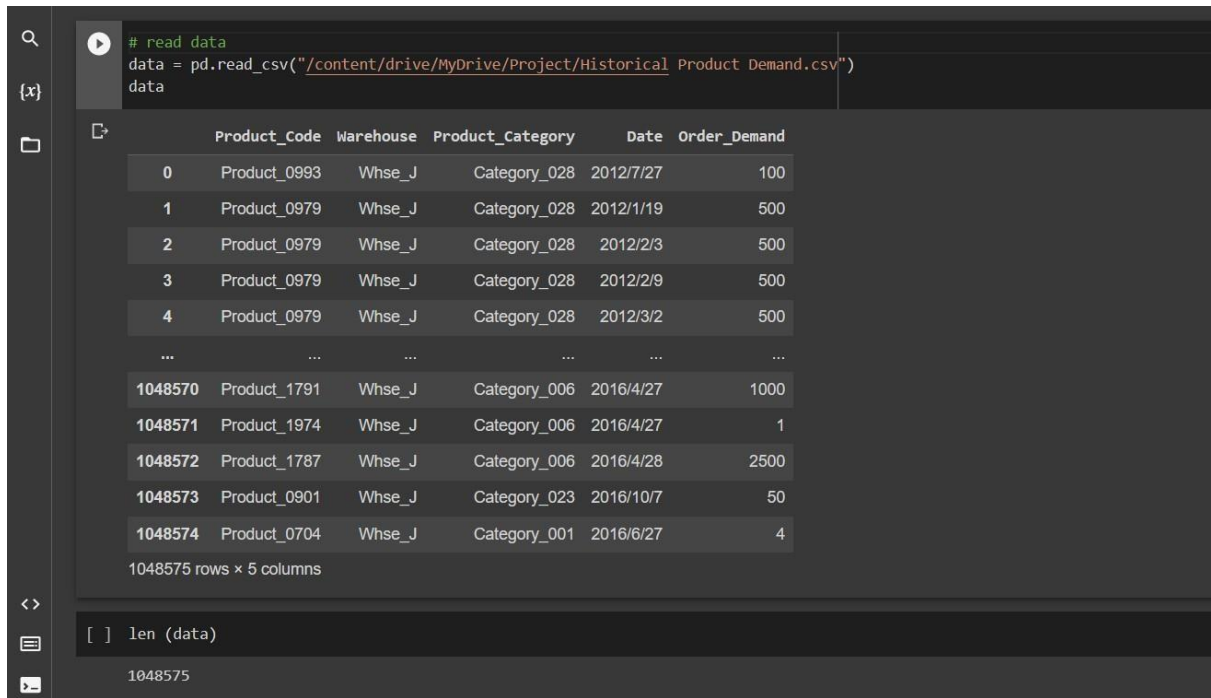 # read data
data = pd.read_csv("/content/drive/MyDrive/Project/Historical Product Demand.csv")
{x}
data
Product_Code Warehouse Product_Category Date Order_Demand
0 Product_0993 Whse_J Category_028 2012/7/27 100
1 Product_0979 Whse_J Category_028 2012/1/19 500
2 Product_0979 Whse_J Category_028 2012/2/3 500
3 Product_0979 Whse_J Category_028 2012/2/9 500
4 Product_0979 Whse_J Category_028 2012/3/2 500
... ... ... ... ... ...
1048570 Product_1791 Whse_J Category_006 2016/4/27 1000
1048571 Product_1974 Whse_J Category_006 2016/4/27 1
1048572 Product_1787 Whse_J Category_006 2016/4/28 2500
1048573 Product_0901 Whse_J Category_023 2016/10/7 50
1048574 Product_0704 Whse_J Category_001 2016/6/27 4
1048575 rows × 5 columns
[ ] len (data)
1048575